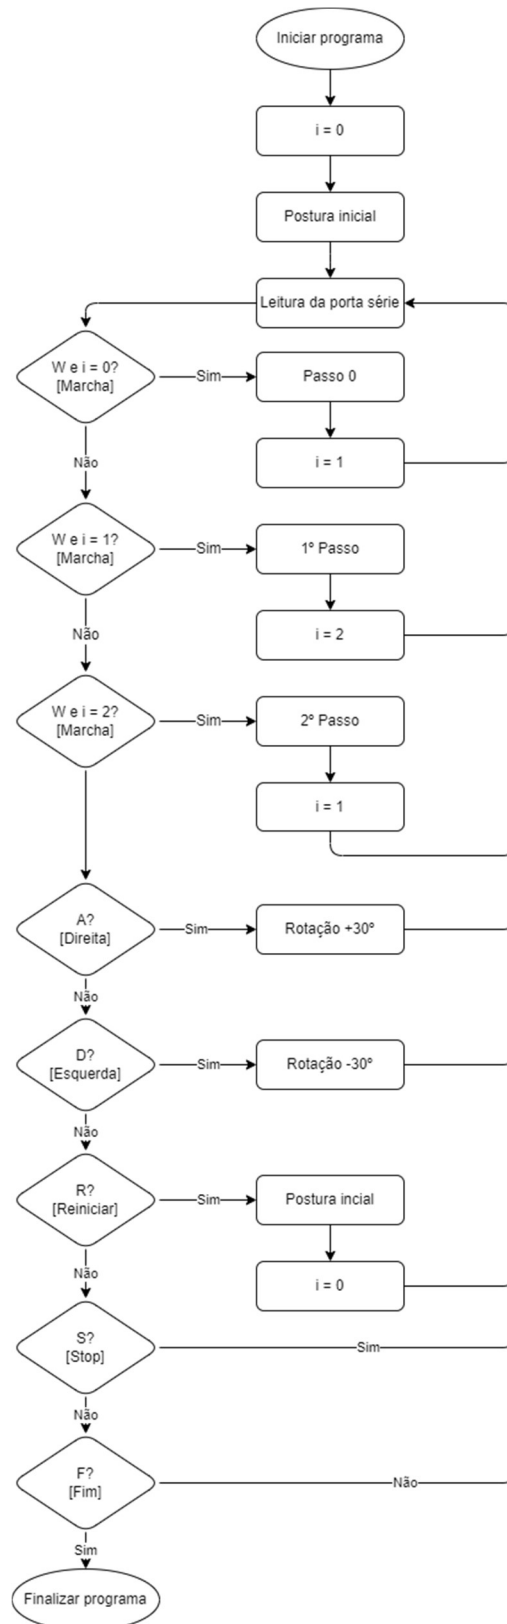 Iniciar programa
i = 0
Postura inicial
Leitura da porta série
W e i = 0?
[Marcha]
Sim
Passo 0
i = 1
Não
W e i = 1?
[Marcha]
Sim
1º Passo
i = 2
Não
W e i = 2?
[Marcha]
Sim
2º Passo
i = 1
A?
[Direita]
Sim
Rotação +30º
Não
D?
[Esquerda]
Sim
Rotação -30º
Não
R?
[Reiniciar]
Sim
Postura incial
i = 0
Não
S?
[Stop]
Sim
Não
F?
[Fim]
Não
Sim
Finalizar programa